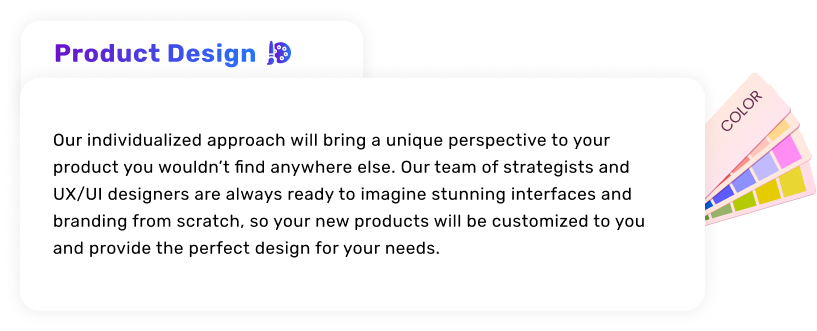 Product Design
COLOR
Our individualized approach will bring a unique perspective to your
product you wouldn't find anywhere else. Our team of strategists and
UX/UI designers are always ready to imagine stunning interfaces and
branding from scratch, so your new products will be customized to you
and provide the perfect design for your needs.